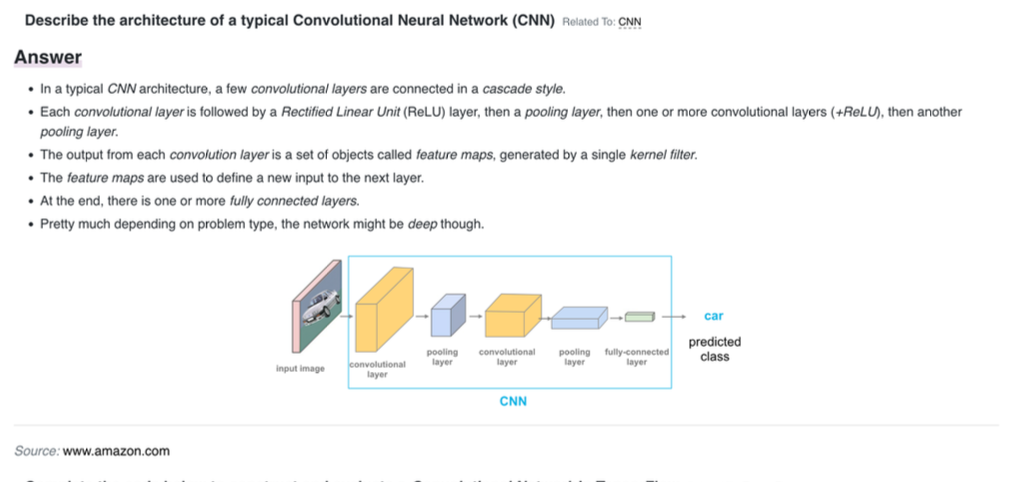 Describe the architecture of a typical Convolutional Neural Network (CNN) Related To: CNN
Answer
• In a typical CNN architecture, a few convolutional layers are connected in a cascade style.
• Each convolutional layer is followed by a Rectified Linear Unit (ReLU) layer, then a pooling layer, then one or more convolutional layers (+ReLU), then another
pooling layer.
• The output from each convolution layer is a set of objects called feature maps, generated by a single kernel filter.
• The feature maps are used to define a new input to the next layer.
• At the end, there is one or more fully connected layers.
• Pretty much depending on problem type, the network might be deep though.
input image
convolutional
layer
pooling
layer
convolutional
layer
pooling
layer
fully-connected
layer
car
predicted
class
CNN
Source: www.amazon.com